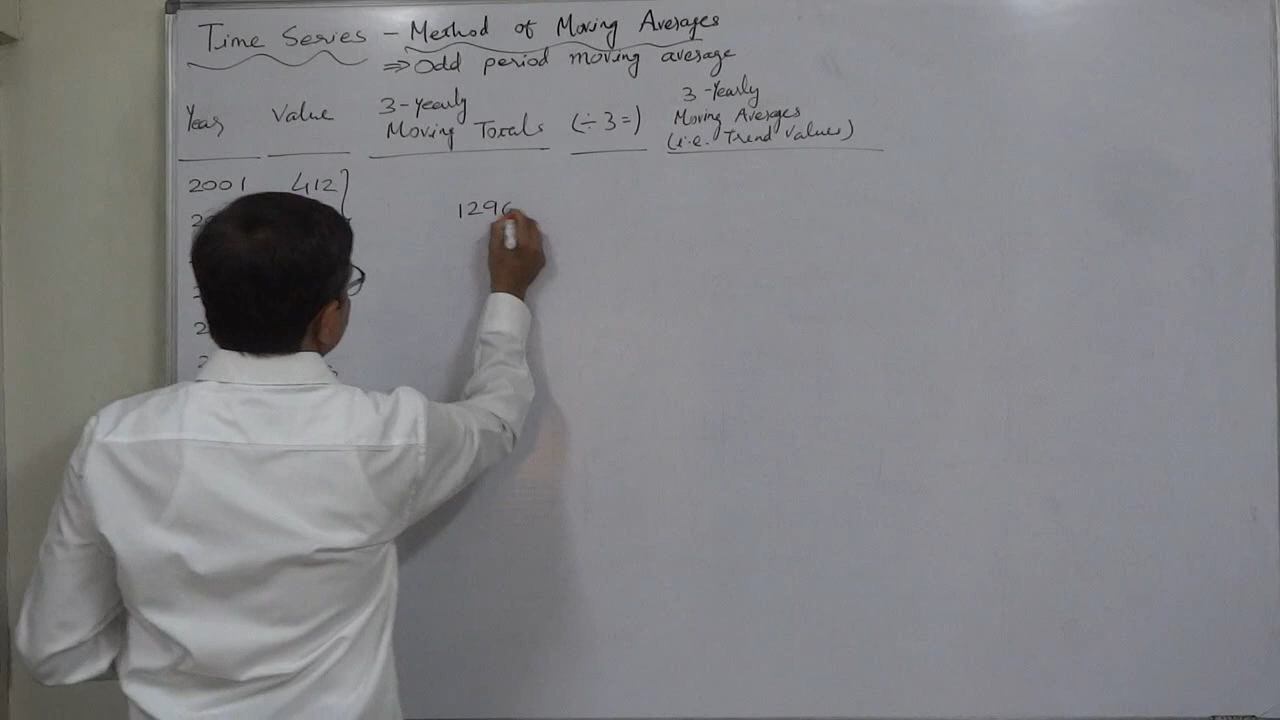 Time Series - Method of Moving Averages
⇒ Odd period moving average
Year Value 3-Yearly Moving Totals (÷3=) 3-Yearly Moving Averages (i.e. Trend Values)
2001 412
129